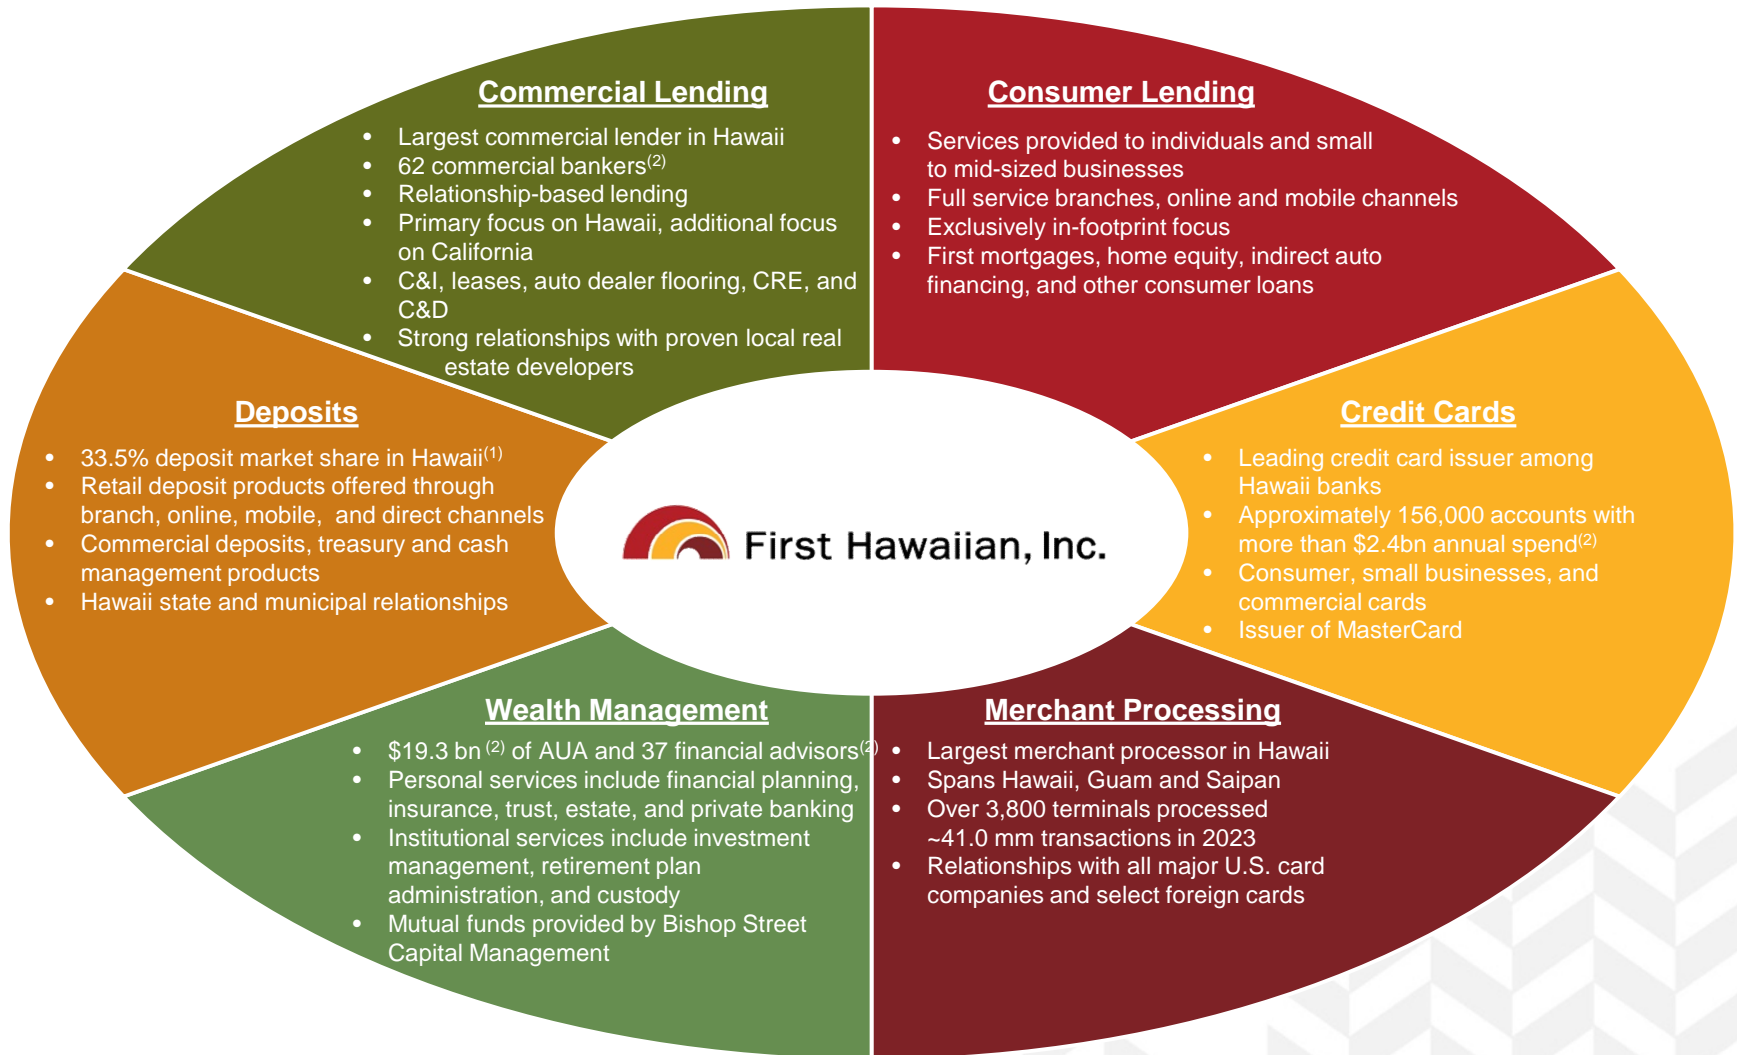 Commercial Lending
• Largest commercial lender in Hawaii
• 62 commercial bankers(2)
• Relationship-based lending
• Primary focus on Hawaii, additional focus
on California
• C&I, leases, auto dealer flooring, CRE, and
C&D
• Strong relationships with proven local real
estate developers
Consumer Lending
• Services provided to individuals and small
to mid-sized businesses
• Full service branches, online and mobile channels
• Exclusively in-footprint focus
• First mortgages, home equity, indirect auto
financing, and other consumer loans
Deposits
• 33.5% deposit market share in Hawaii(1)
• Retail deposit products offered through
branch, online, mobile, and direct channels
• Commercial deposits, treasury and cash
management products
• Hawaii state and municipal relationships
First Hawaiian, Inc.
Credit Cards
• Leading credit card issuer among
Hawaii banks
• Approximately 156,000 accounts with
more than $2.4bn annual spend(2)
• Consumer, small businesses, and
commercial cards
• Issuer of MasterCard
Wealth Management
• $19.3 bn (2) of AUA and 37 financial advisors(2)
• Personal services include financial planning,
insurance, trust, estate, and private banking
• Institutional services include investment
management, retirement plan
administration, and custody
• Mutual funds provided by Bishop Street
Capital Management
Merchant Processing
• Largest merchant processor in Hawaii
• Spans Hawaii, Guam and Saipan
• Over 3,800 terminals processed
~41.0 mm transactions in 2023
• Relationships with all major U.S. card
companies and select foreign cards